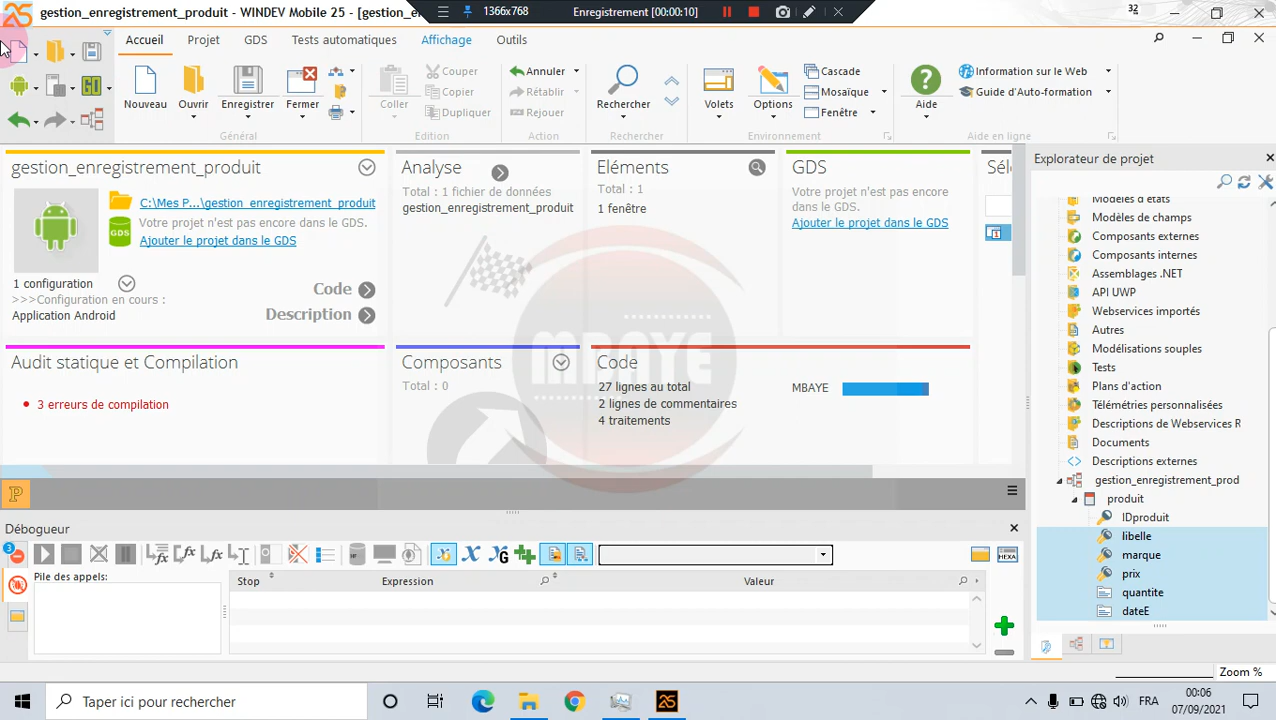 gestion_enregistrement_produit - WINDEV Mobile 25 - [gestion_en
1366x768
Enregistrement [00:00:10]
32
Accueil
Projet
GDS
Tests automatiques
Affichage
Outils
Nouveau
Ouvrir
Enregistrer
Fermer
Général
Coller
Couper
Copier
Dupliquer
Edition
Annuler
Rétablir
Rejouer
Action
Rechercher
Rechercher
Volets
Options
Cascade
Mosaïque
Fenêtre
Environnement
Aide
Information sur le Web
Guide d'Auto-formation
Aide en ligne
gestion_enregistrement_produit
C:\Mes P...\gestion_enregistrement_produit
Votre projet n'est pas encore
dans le GDS.
Ajouter le projet dans le GDS
GDS
1 configuration
>>>Configuration en cours :
Application Android
Code
Description
Analyse
Total : 1 fichier de données
gestion_enregistrement_produit
Eléments
Total : 1
1 fenêtre
GDS
Votre projet n'est pas encore
dans le GDS.
Ajouter le projet dans le GDS
Sél
Audit statique et Compilation
3 erreurs de compilation
Composants
Total : 0
Code
27 lignes au total
2 lignes de commentaires
4 traitements
MBAYE
MBAYE
Explorateur de projet
Modèles d'états
Modèles de champs
Composants externes
Composants internes
Assemblages .NET
API UWP
Webservices importés
Autres
Modélisations souples
Tests
Plans d'action
Télémétries personnalisées
Descriptions de Webservices R
Documents
Descriptions externes
gestion_enregistrement_prod
produit
IDproduit
libelle
marque
prix
quantite
dateE
Débogueur
3
HEXA
Pile des appels:
Stop
Expression
Valeur
Zoom %
Taper ici pour rechercher
FRA
00:06
07/09/2021